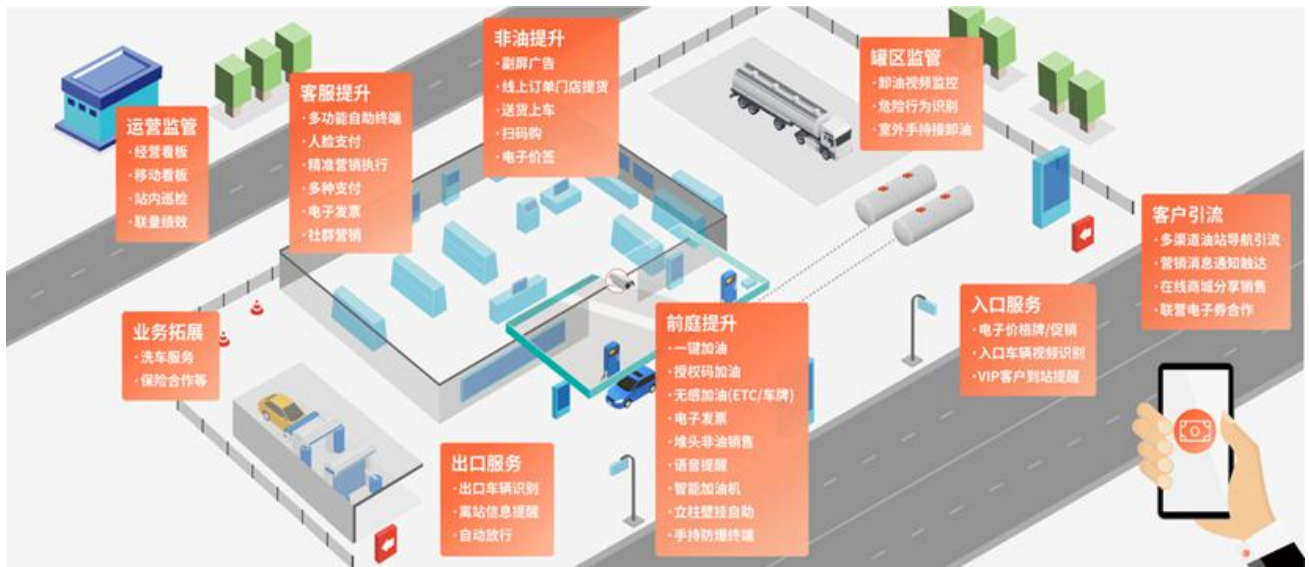 运营监管
·经营看板
·移动看板
·站内巡检
·联量绩效
客服提升
·多功能自助终端
·人脸支付
·精准营销执行
·多种支付
·电子发票
·社群营销
非油提升
·副屏广告
·线上订单门店提货
·送货上车
·扫码购
·电子价签
罐区监管
·卸油视频监控
·危险行为识别
·室外手持接卸油
客户引流
·多渠道油站导航引流
·营销消息通知触达
·在线商城分享销售
·联营电子券合作
入口服务
·电子价格牌/促销
·入口车辆视频识别
·VIP客户到站提醒
前庭提升
·一键加油
·授权码加油
·无感加油(ETC/车牌)
·电子发票
·堆头非油销售
·语音提醒
·智能加油机
·立柱壁挂自助
·手持防爆终端
业务拓展
·洗车服务
·保险合作等
出口服务
·出口车辆识别
·离站信息提醒
·自动放行